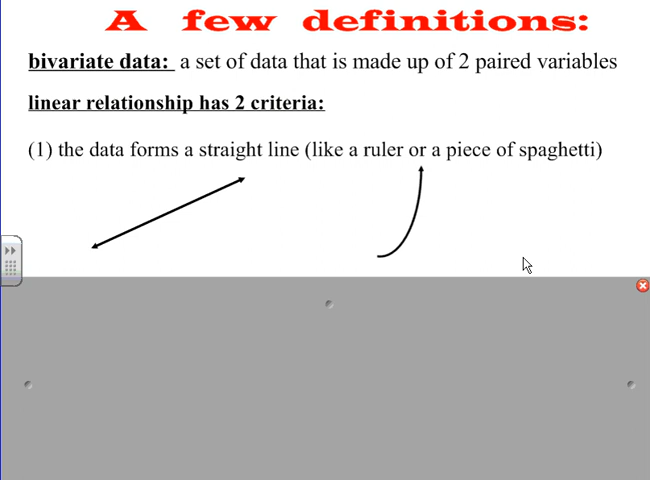 A few definitions:
bivariate data: a set of data that is made up of 2 paired variables
linear relationship has 2 criteria:
(1) the data forms a straight line (like a ruler or a piece of spaghetti)